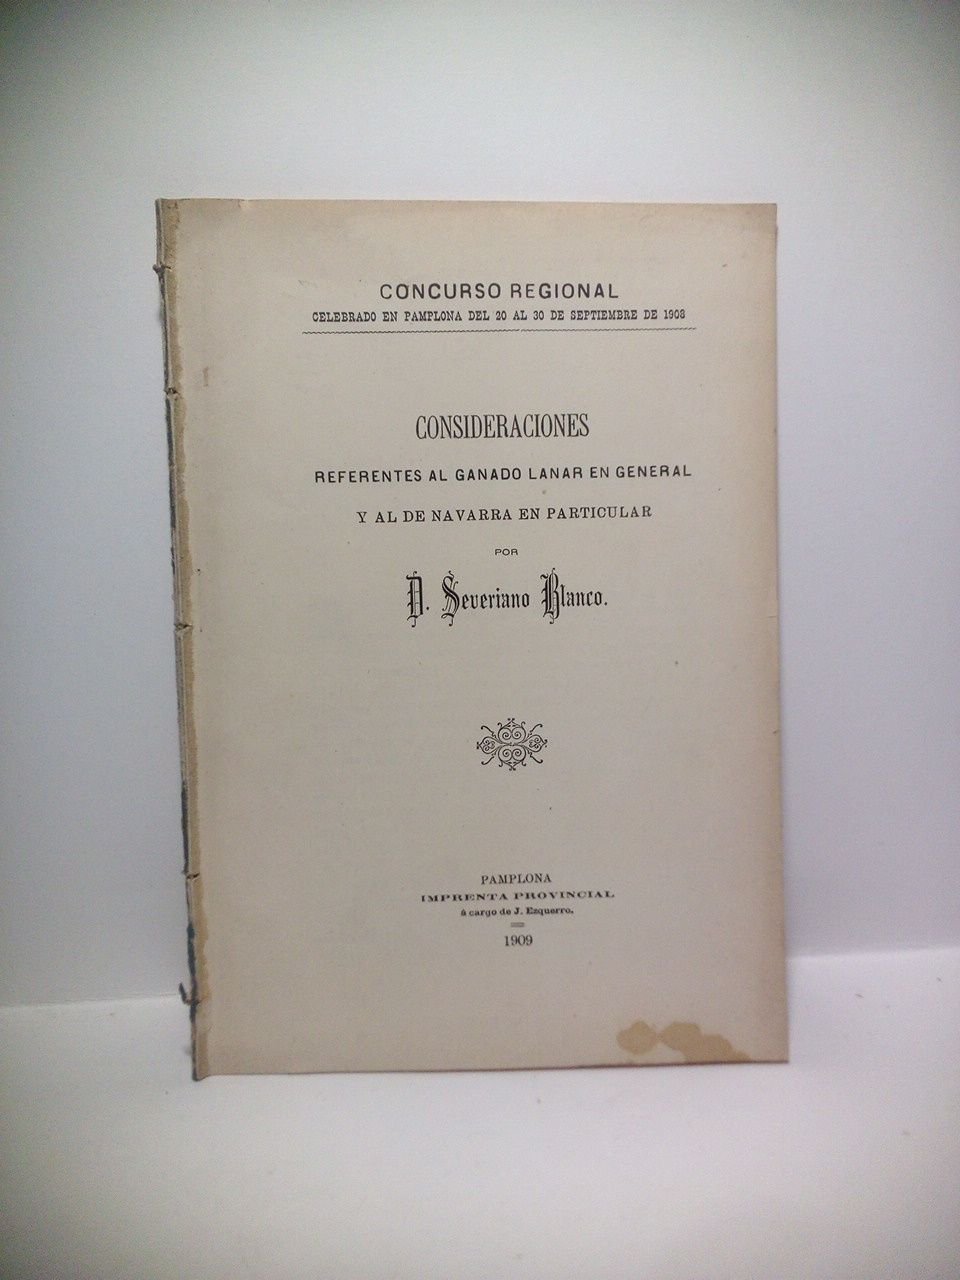 CONCURSO REGIONAL
CELEBRADO EN PAMPLONA DEL 20 AL 30 DE SEPTIEMBRE DE 1908
CONSIDERACIONES
REFERENTES AL GANADO LANAR EN GENERAL
Y AL DE NAVARRA EN PARTICULAR
POR
D. Severiano Blanco.
PAMPLONA
IMPRENTA PROVINCIAL
á cargo de J. Ezquerro.
1909